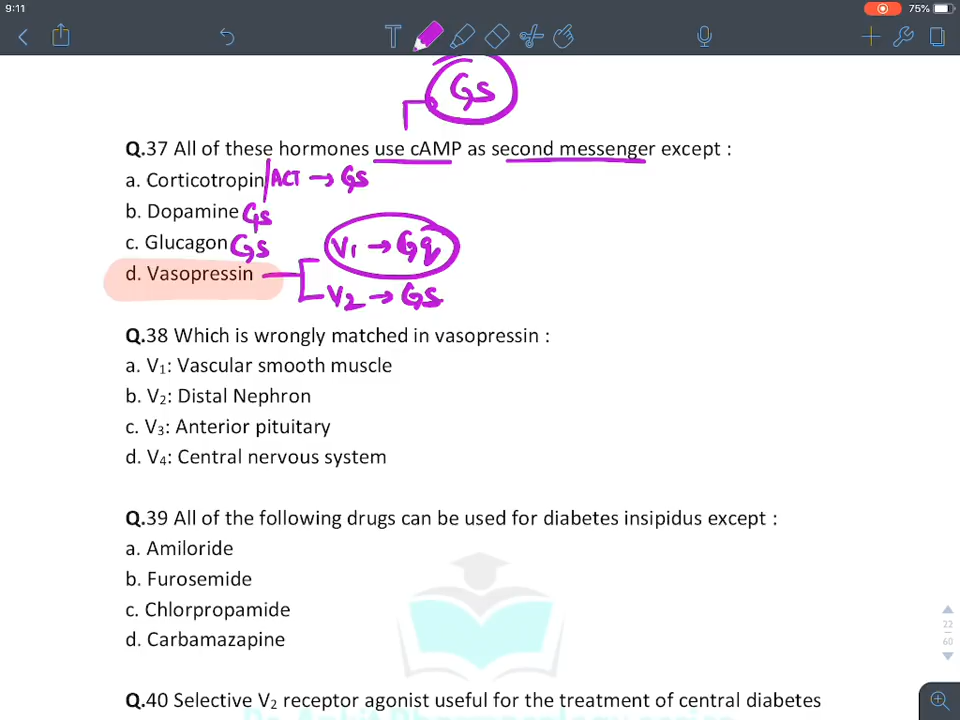 9:11
75%
T
Gs
Q.37 All of these hormones use cAMP as second messenger except :
a. Corticotropin/ACT → Gs
b. Dopamine Gs
c. Glucagon Gs
V1 → Gq
d. Vasopressin
V2 → Gs
Q.38 Which is wrongly matched in vasopressin :
a. V1: Vascular smooth muscle
b. V2: Distal Nephron
c. V3: Anterior pituitary
d. V4: Central nervous system
Q.39 All of the following drugs can be used for diabetes insipidus except :
a. Amiloride
b. Furosemide
c. Chlorpropamide
d. Carbamazapine
22
60
Q.40 Selective V2 receptor agonist useful for the treatment of central diabetes